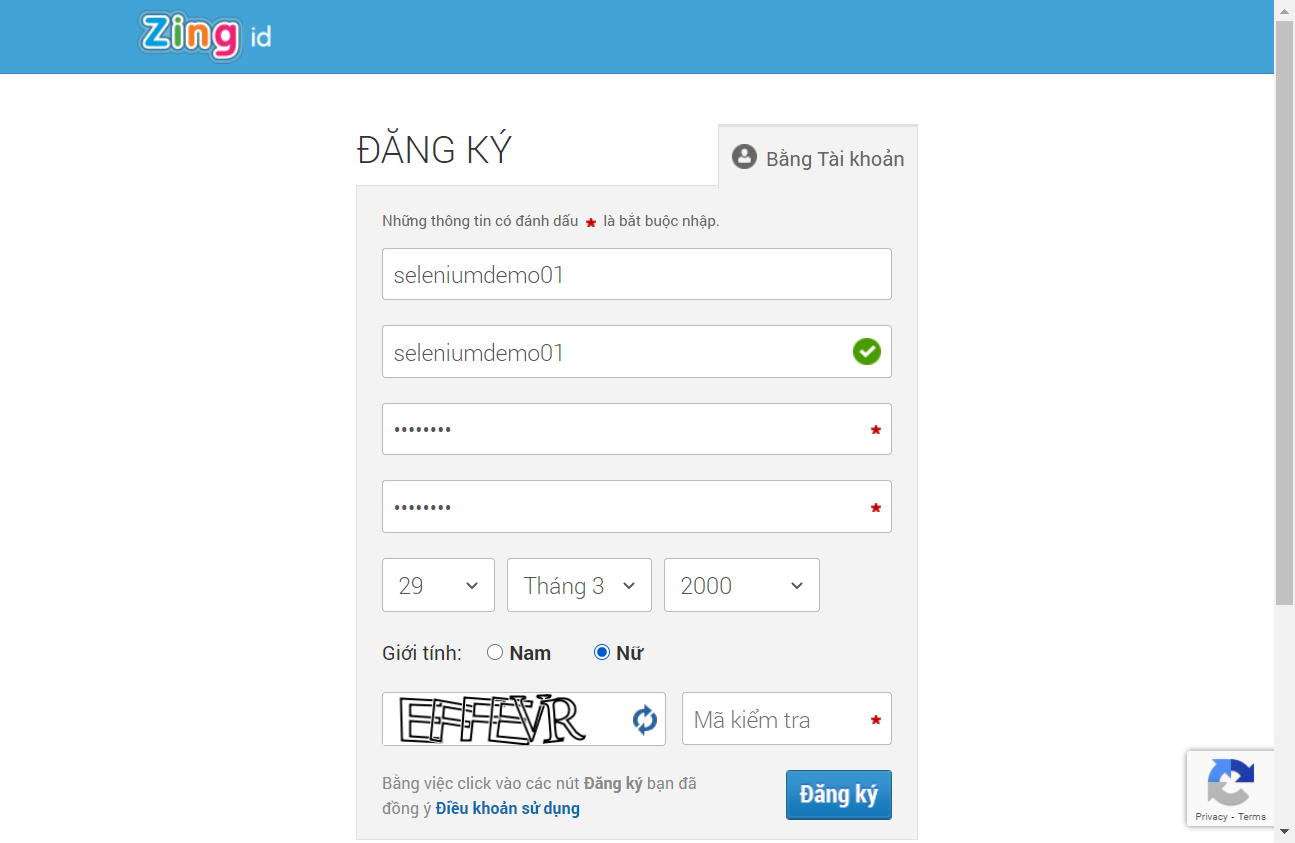 Zing id
ĐĂNG KÝ
Bằng Tài khoản
Những thông tin có đánh dấu * là bắt buộc nhập.
seleniumdemo01
seleniumdemo01
••••••••
*
••••••••
*
29 Tháng 3 2000
Giới tính: Nam Nữ
Mã kiểm tra *
Bằng việc click vào các nút Đăng ký bạn đã
đồng ý Điều khoản sử dụng
Đăng ký
Privacy - Terms